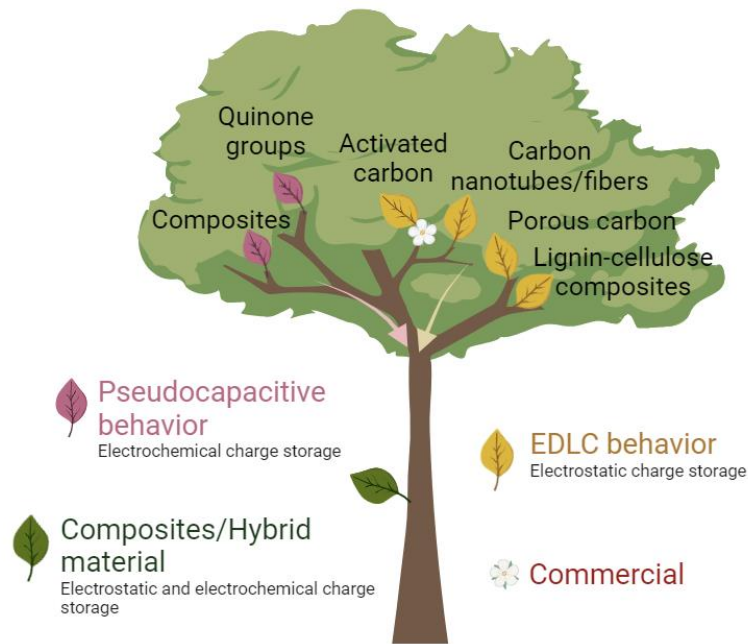 Quinone
groups
Activated
carbon
Carbon
nanotubes/fibers
Composites
Porous carbon
Lignin-cellulose
composites
Pseudocapacitive
behavior
Electrochemical charge storage
EDLC behavior
Electrostatic charge storage
Composites/Hybrid
material
Electrostatic and electrochemical charge
storage
Commercial